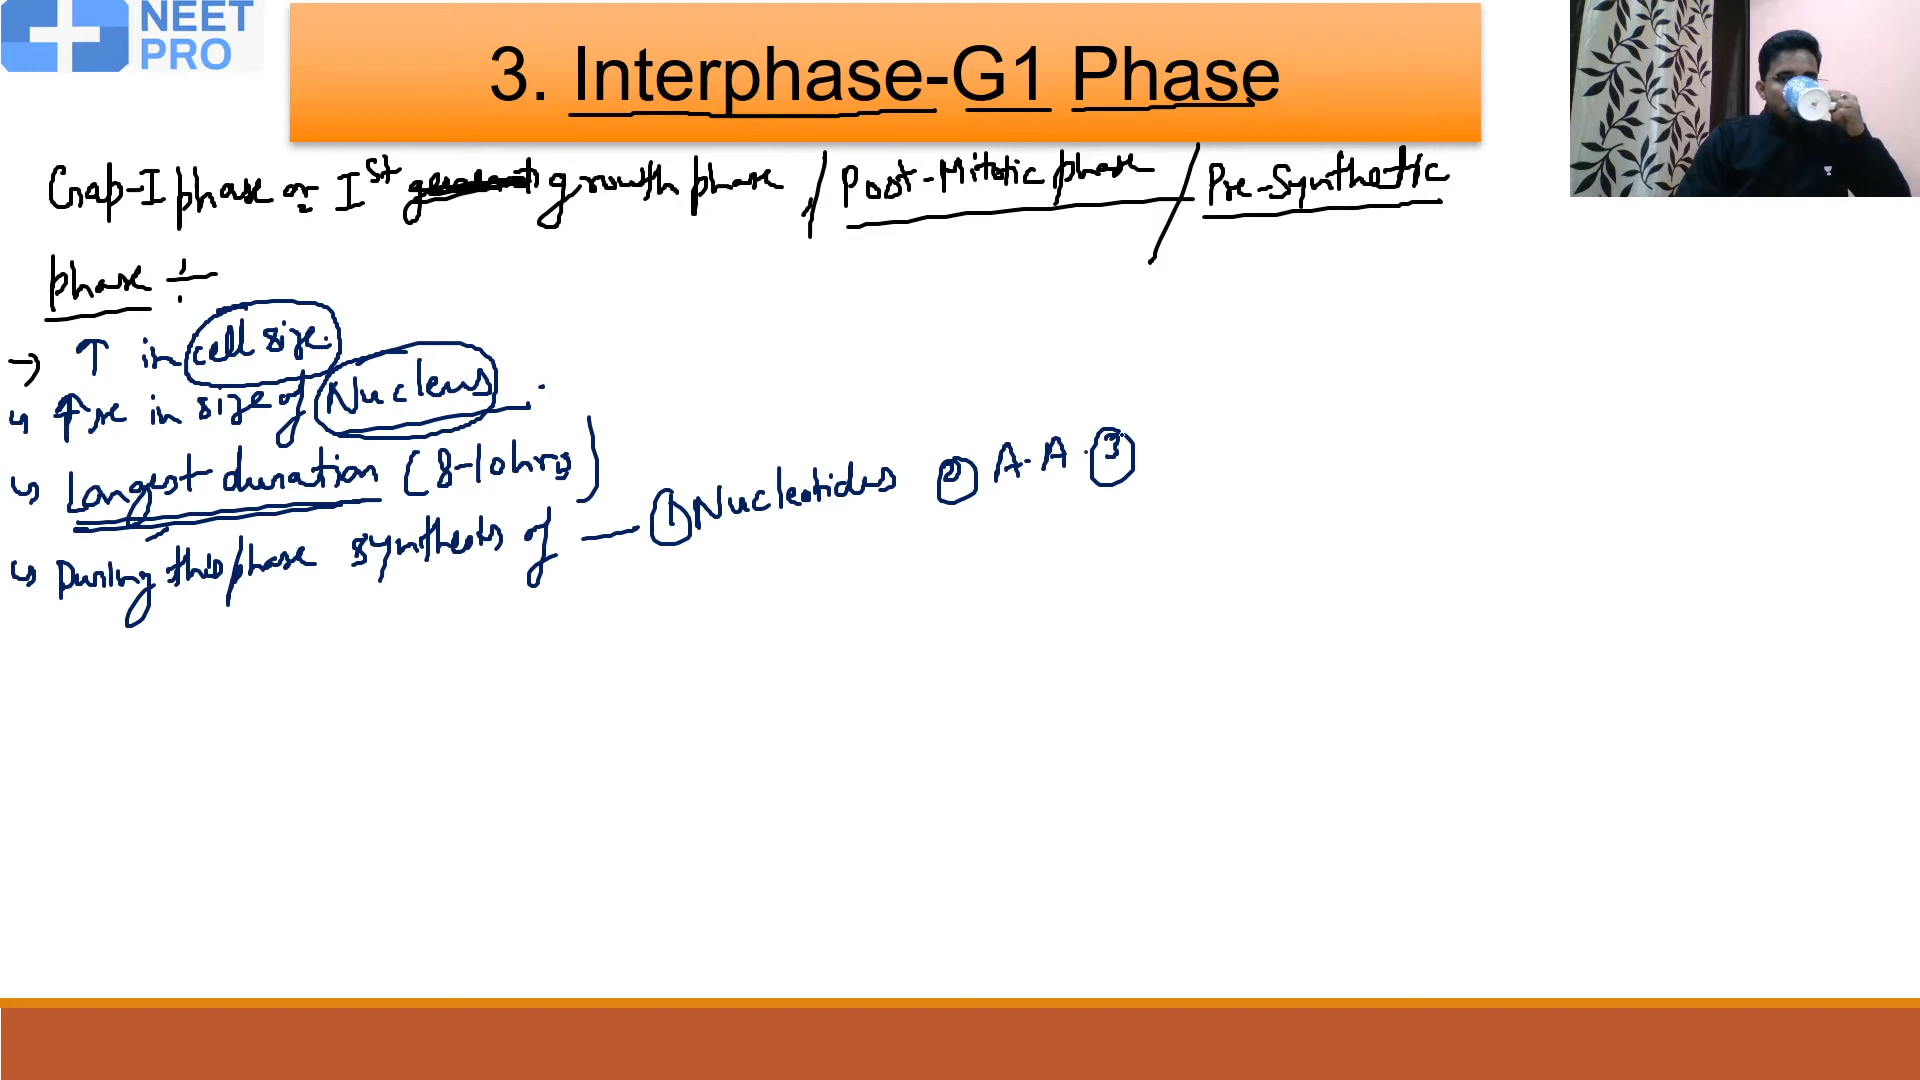 NEET
PRO
3. Interphase-G1 Phase
Gap-I phase or Ist growth phase / Post-Mitotic phase / Pre-Synthetic
phase ÷
→ ↑ in cell size.
↳ ↑se in size of Nucleus.
↳ Longest duration (8-10hrs)
↳ During this phase synthesis of — ① Nucleotides ② A.A. ③